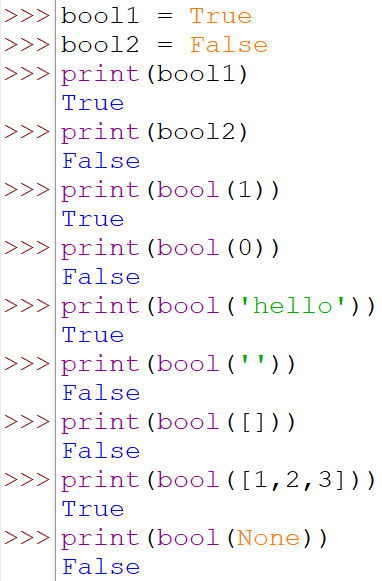 >>> bool1 = True
>>> bool2 = False
>>> print(bool1)
True
>>> print(bool2)
False
>>> print(bool(1))
True
>>> print(bool(0))
False
>>> print(bool('hello'))
True
>>> print(bool(''))
False
>>> print(bool([]))
False
>>> print(bool([1,2,3]))
True
>>> print(bool(None))
False